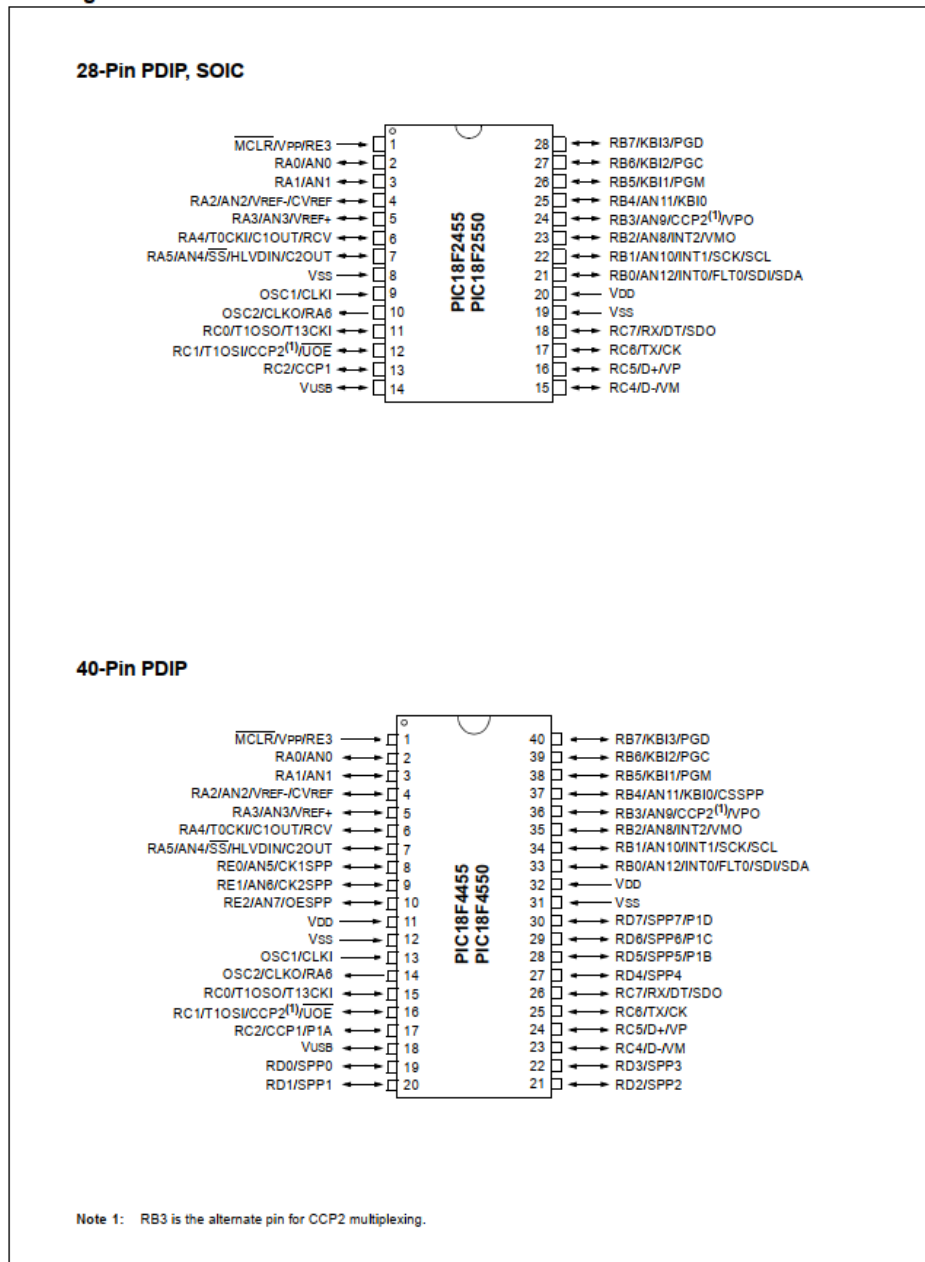 28-Pin PDIP, SOIC
MCLR/VPP/RE3 1 28 RB7/KBI3/PGD
RA0/AN0 2 27 RB6/KBI2/PGC
RA1/AN1 3 26 RB5/KBI1/PGM
RA2/AN2/VREF-/CVREF 4 25 RB4/AN11/KBI0
RA3/AN3/VREF+ 5 24 RB3/AN9/CCP2(1)/VPO
RA4/T0CKI/C1OUT/RCV 6 23 RB2/AN8/INT2/VMO
RA5/AN4/SS/HLVDIN/C2OUT 7 22 RB1/AN10/INT1/SCK/SCL
VSS 8 21 RB0/AN12/INT0/FLT0/SDI/SDA
OSC1/CLKI 9 20 VDD
OSC2/CLKO/RA6 10 19 VSS
RC0/T1OSO/T13CKI 11 18 RC7/RX/DT/SDO
RC1/T1OSI/CCP2(1)/UOE 12 17 RC6/TX/CK
RC2/CCP1 13 16 RC5/D+/VP
VUSB 14 15 RC4/D-/VM
PIC18F2455
PIC18F2550
40-Pin PDIP
MCLR/VPP/RE3 1 40 RB7/KBI3/PGD
RA0/AN0 2 39 RB6/KBI2/PGC
RA1/AN1 3 38 RB5/KBI1/PGM
RA2/AN2/VREF-/CVREF 4 37 RB4/AN11/KBI0/CSSPP
RA3/AN3/VREF+ 5 36 RB3/AN9/CCP2(1)/VPO
RA4/T0CKI/C1OUT/RCV 6 35 RB2/AN8/INT2/VMO
RA5/AN4/SS/HLVDIN/C2OUT 7 34 RB1/AN10/INT1/SCK/SCL
RE0/AN5/CK1SPP 8 33 RB0/AN12/INT0/FLT0/SDI/SDA
RE1/AN6/CK2SPP 9 32 VDD
RE2/AN7/OESPP 10 31 VSS
VDD 11 30 RD7/SPP7/P1D
VSS 12 29 RD6/SPP6/P1C
OSC1/CLKI 13 28 RD5/SPP5/P1B
OSC2/CLKO/RA6 14 27 RD4/SPP4
RC0/T1OSO/T13CKI 15 26 RC7/RX/DT/SDO
RC1/T1OSI/CCP2(1)/UOE 16 25 RC6/TX/CK
RC2/CCP1/P1A 17 24 RC5/D+/VP
VUSB 18 23 RC4/D-/VM
RD0/SPP0 19 22 RD3/SPP3
RD1/SPP1 20 21 RD2/SPP2
PIC18F4455
PIC18F4550
Note 1: RB3 is the alternate pin for CCP2 multiplexing.